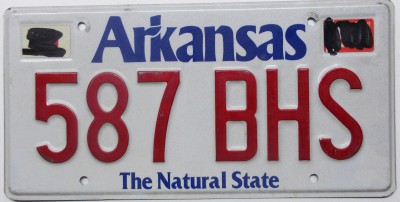 Arkansas
587 BHS
The Natural State